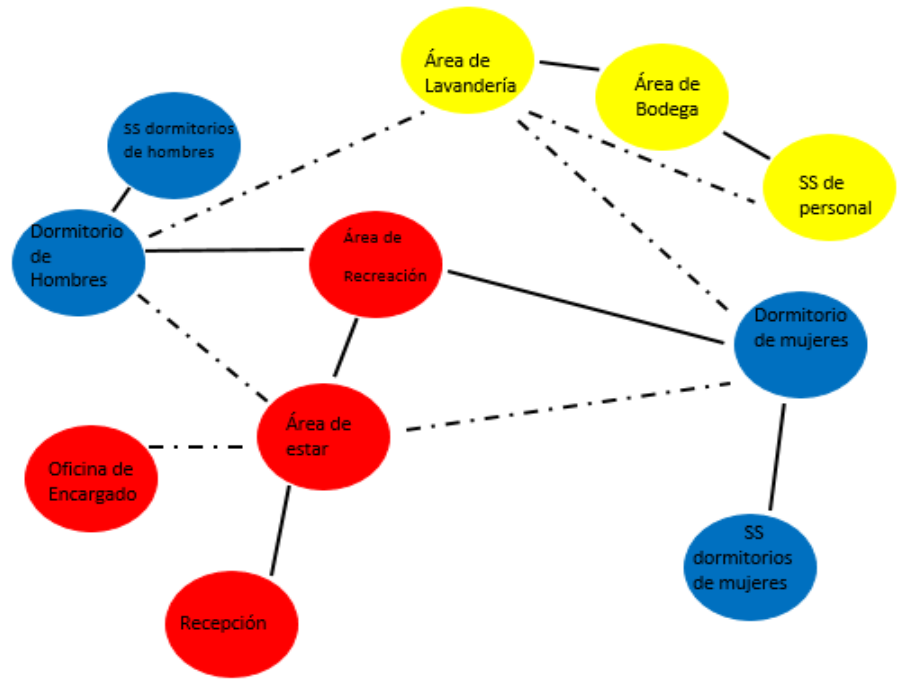 Área de
Lavandería
Área de
Bodega
SS dormitorios
de hombres
SS de
personal
Dormitorio
de
Hombres
Área de
Recreación
Dormitorio
de mujeres
Área de
estar
Oficina de
Encargado
SS
dormitorios
de mujeres
Recepción